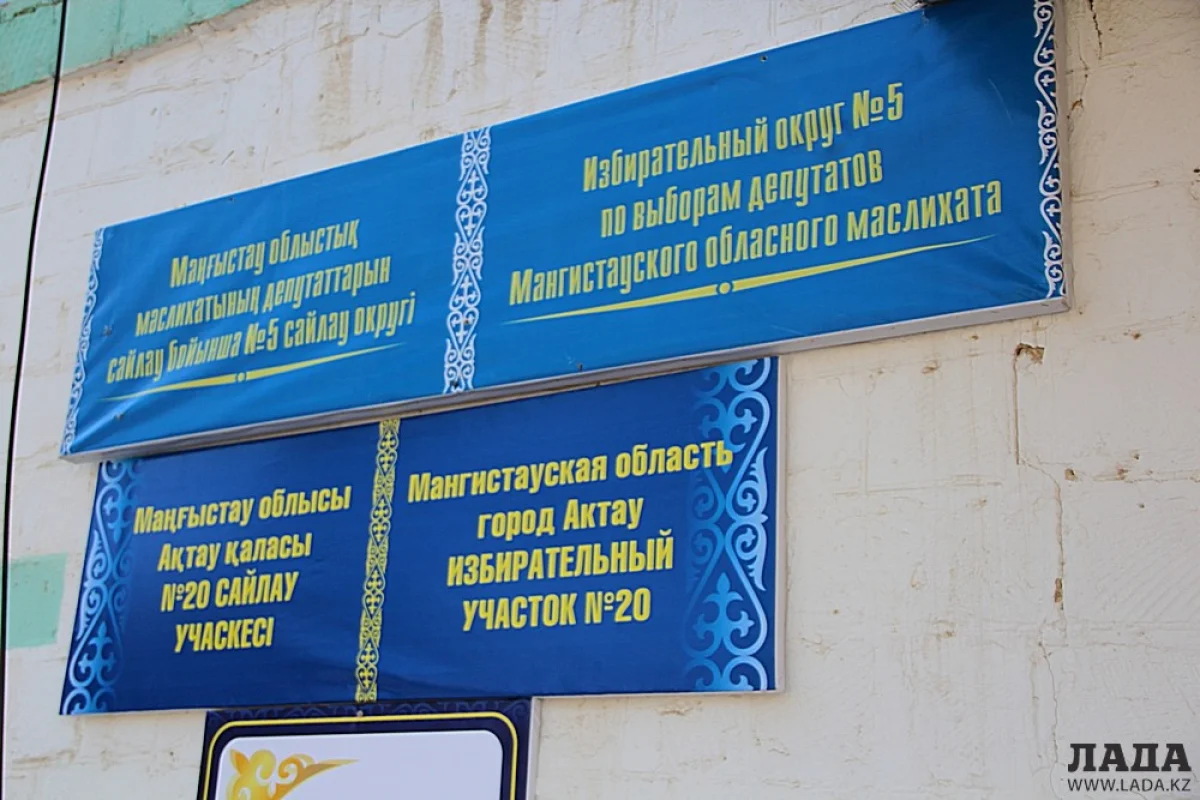 Маңғыстау облыстық
мәслихатының депутаттарын
сайлау бойынша №5 сайлау округі
Избирательный округ №5
по выборам депутатов
Мангистауского обласного маслихата
Маңғыстау облысы
Ақтау қаласы
№20 САЙЛАУ
УЧАСКЕСІ
Мангистауская область
город Актау
ИЗБИРАТЕЛЬНЫЙ
УЧАСТОК №20
ЛАДА
WWW.LADA.KZ